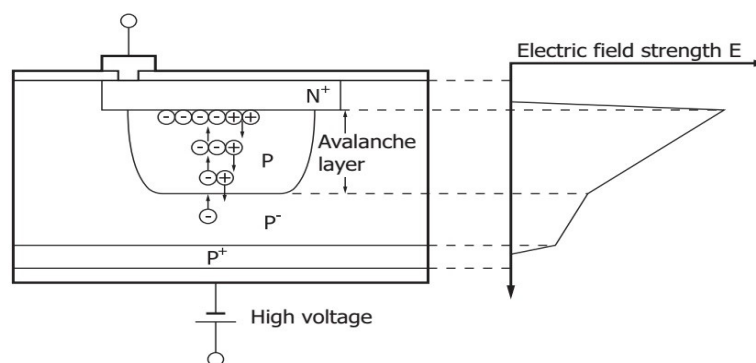 Electric field strength E
N+
Avalanche
layer
P
P-
P+
High voltage